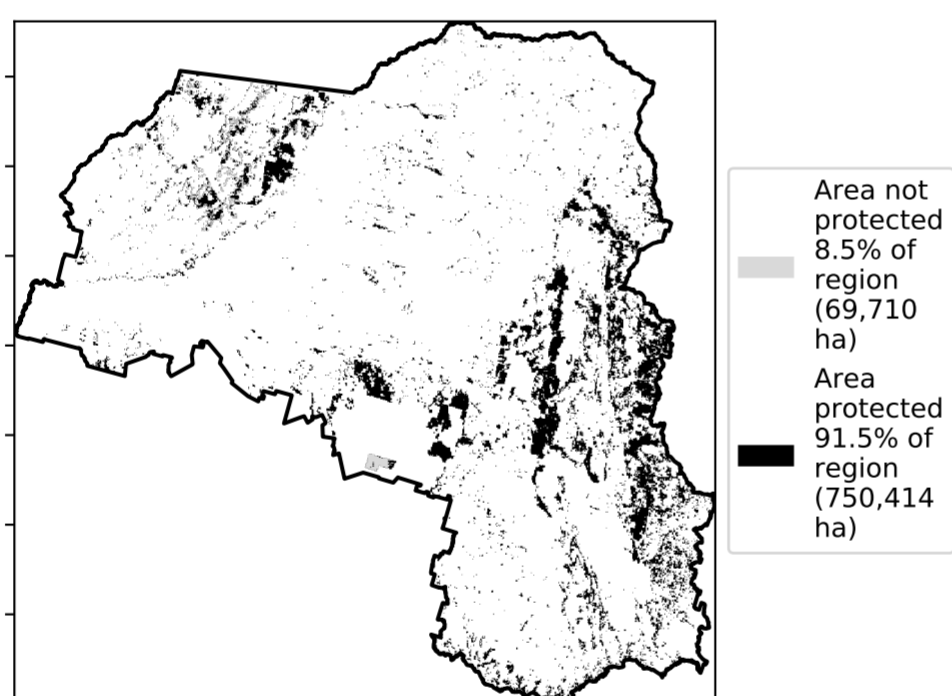 Area not
protected
8.5% of
region
(69,710
ha)
Area
protected
91.5% of
region
(750,414
ha)